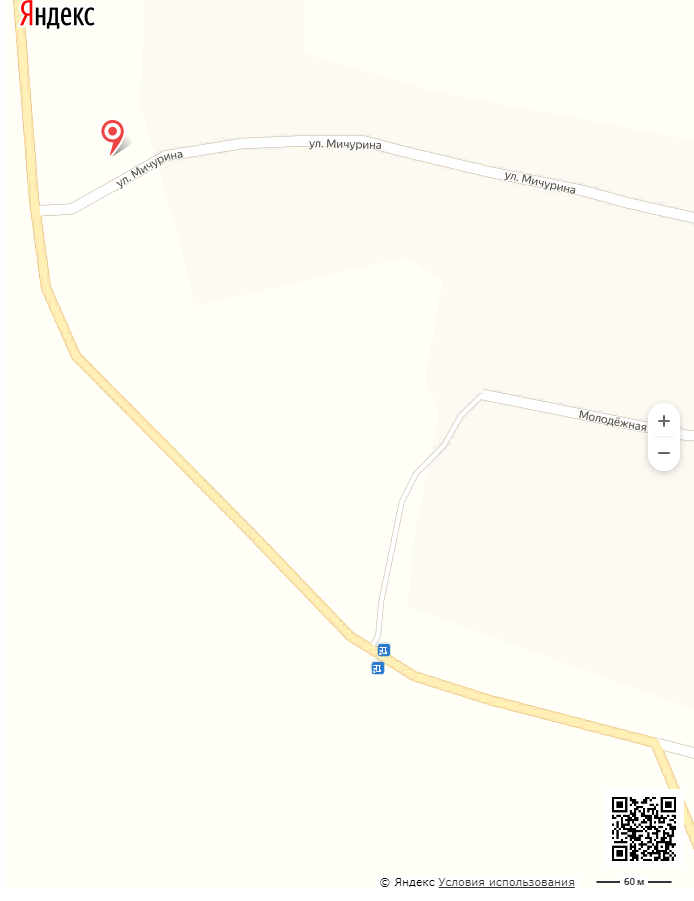 Яндекс
ул. Мичурина
ул. Мичурина
ул. Мичурина
Молодёжная
+
−
© Яндекс Условия использования
60 м